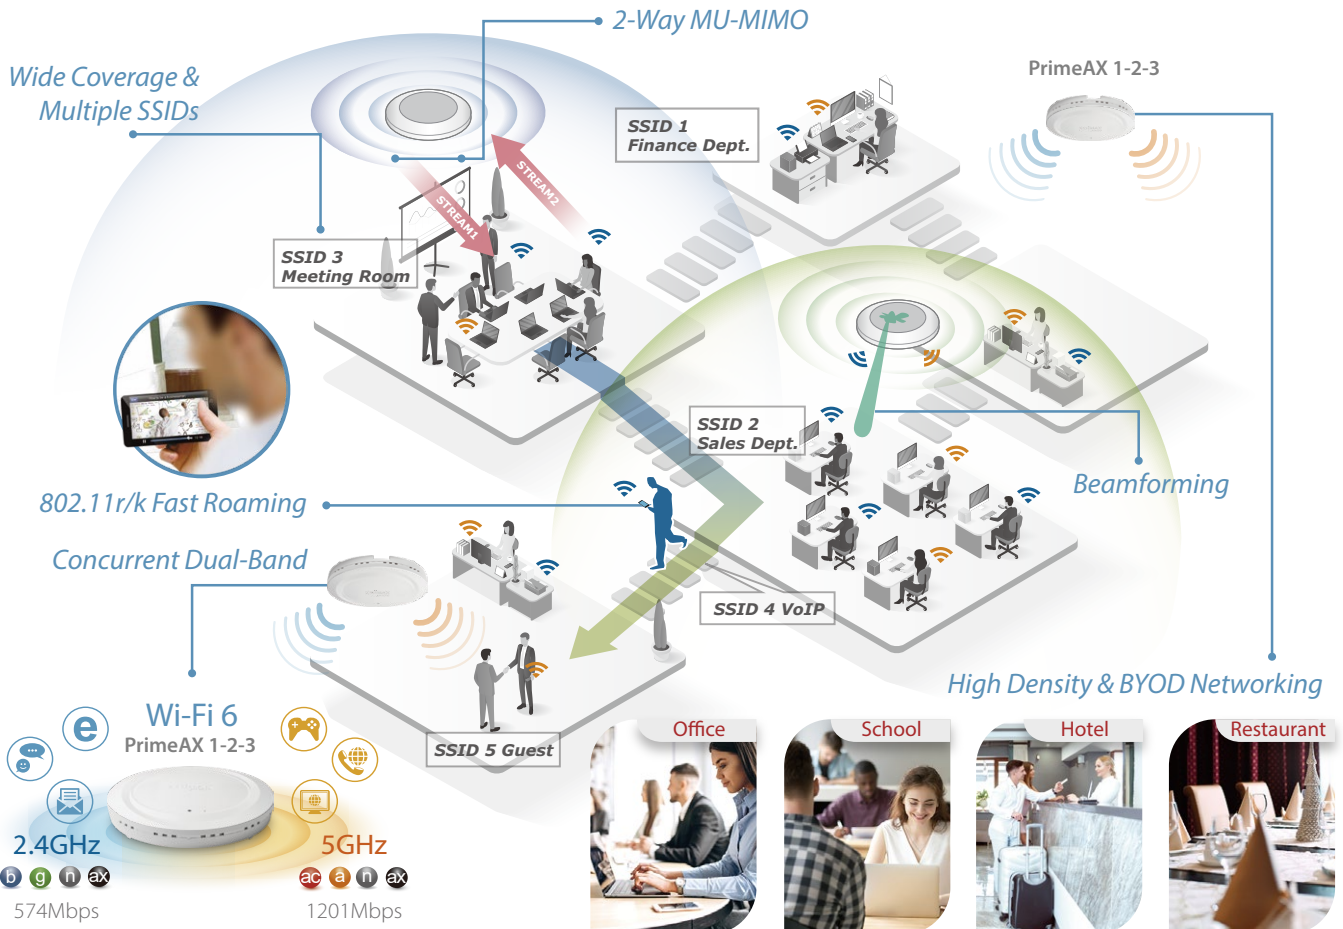 2-Way MU-MIMO
Wide Coverage &
Multiple SSIDs
PrimeAX 1-2-3
SSID 1
Finance Dept.
STREAM1
STREAM2
SSID 3
Meeting Room
SSID 2
Sales Dept.
Beamforming
802.11r/k Fast Roaming
Concurrent Dual-Band
SSID 4 VoIP
High Density & BYOD Networking
SSID 5 Guest
Wi-Fi 6
PrimeAX 1-2-3
e
2.4GHz
b g n ax
574Mbps
5GHz
ac a n ax
1201Mbps
Office
School
Hotel
Restaurant